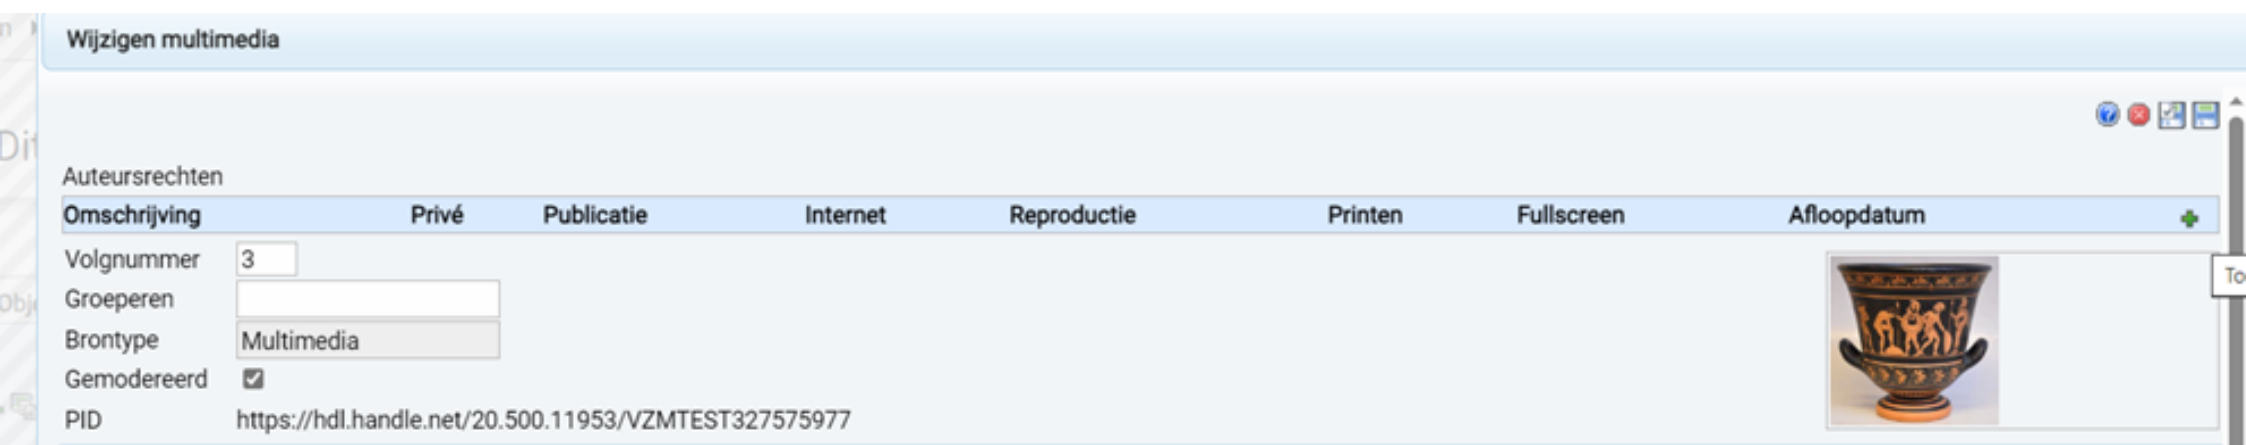 Wijzigen multimedia
Auteursrechten
Omschrijving Privé Publicatie Internet Reproductie Printen Fullscreen Afloopdatum
Volgnummer 3
Groeperen
Brontype Multimedia
Gemodereerd
PID https://hdl.handle.net/20.500.11953/VZMTEST327575977